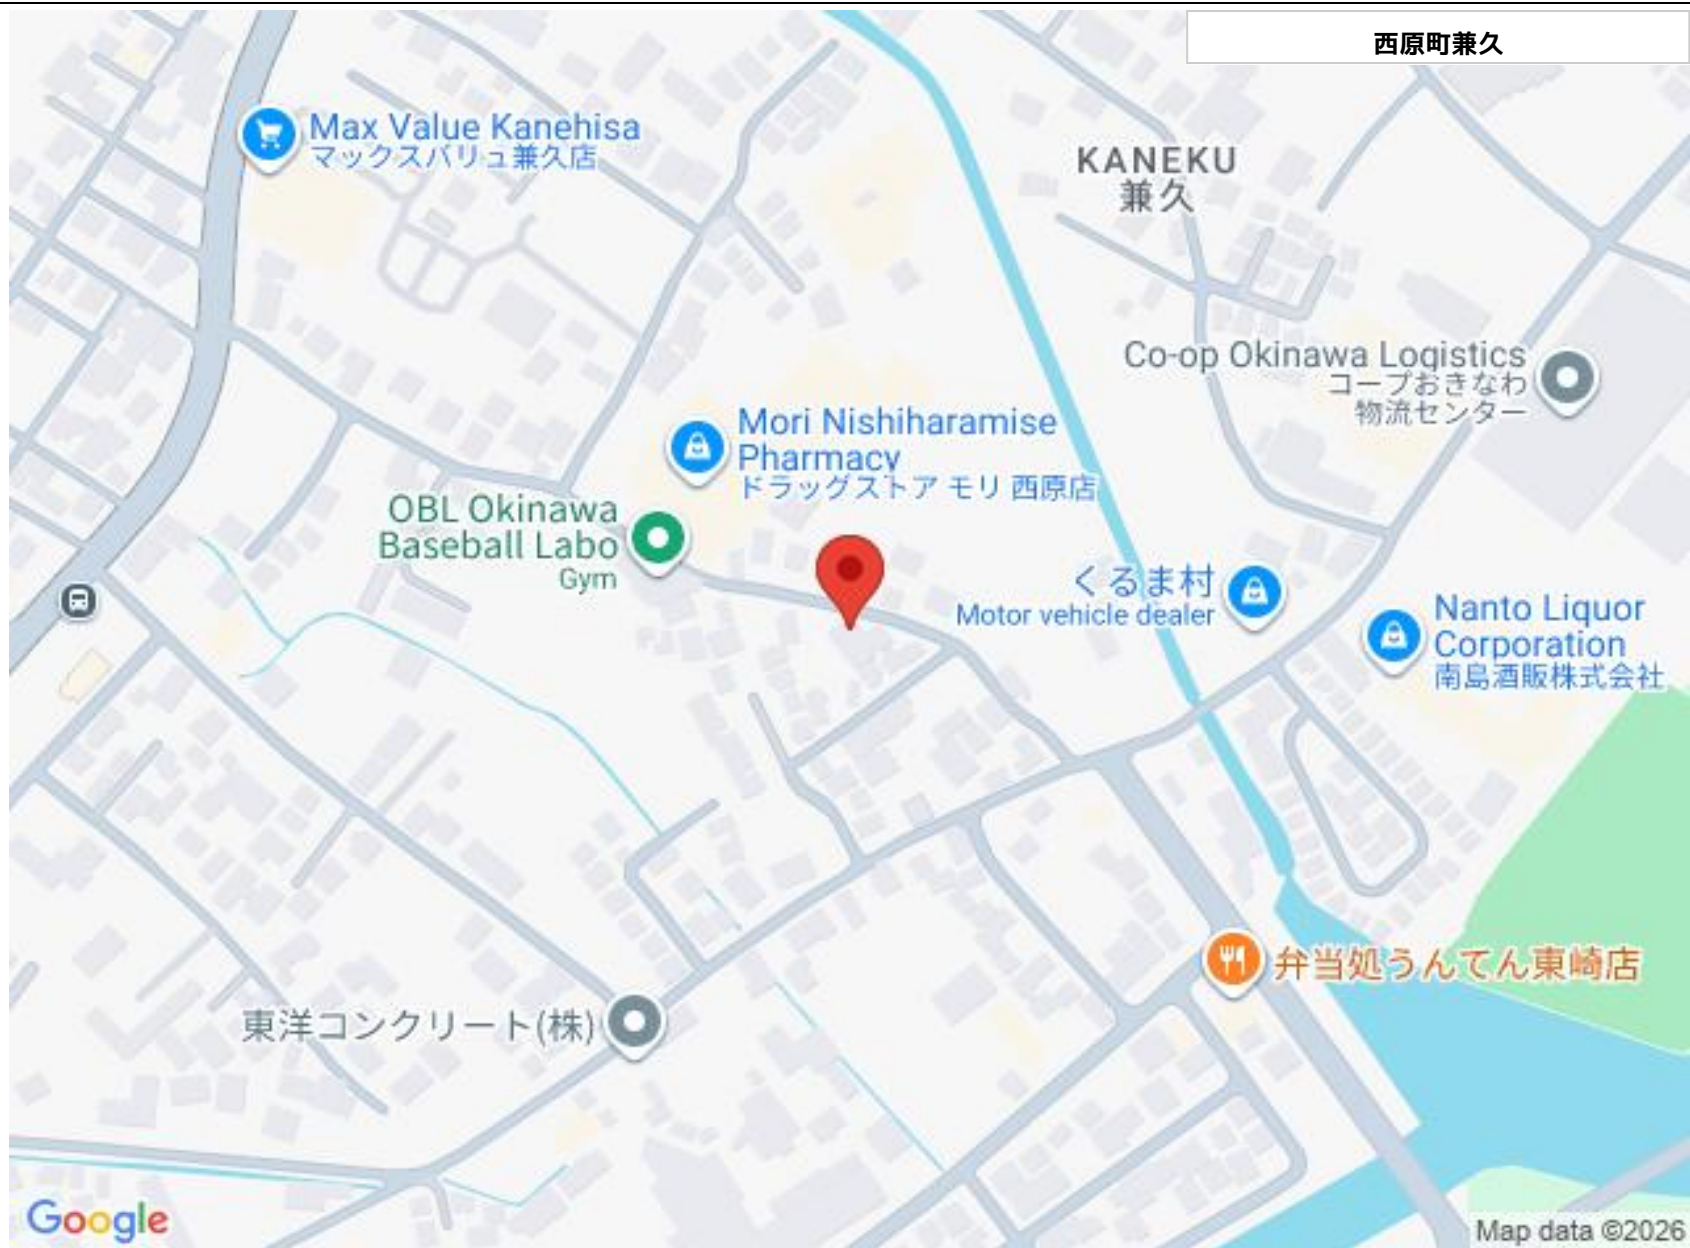 西原町兼久
Max Value Kanehisa
マックスバリュ兼久店
KANEKU
兼久
Co-op Okinawa Logistics
コープおきなわ
物流センター
Mori Nishiharamise
Pharmacy
ドラッグストア モリ 西原店
OBL Okinawa
Baseball Labo
Gym
くるま村
Motor vehicle dealer
Nanto Liquor
Corporation
南島酒販株式会社
弁当処うんてん東崎店
東洋コンクリート(株)
Google
Map data ©2026